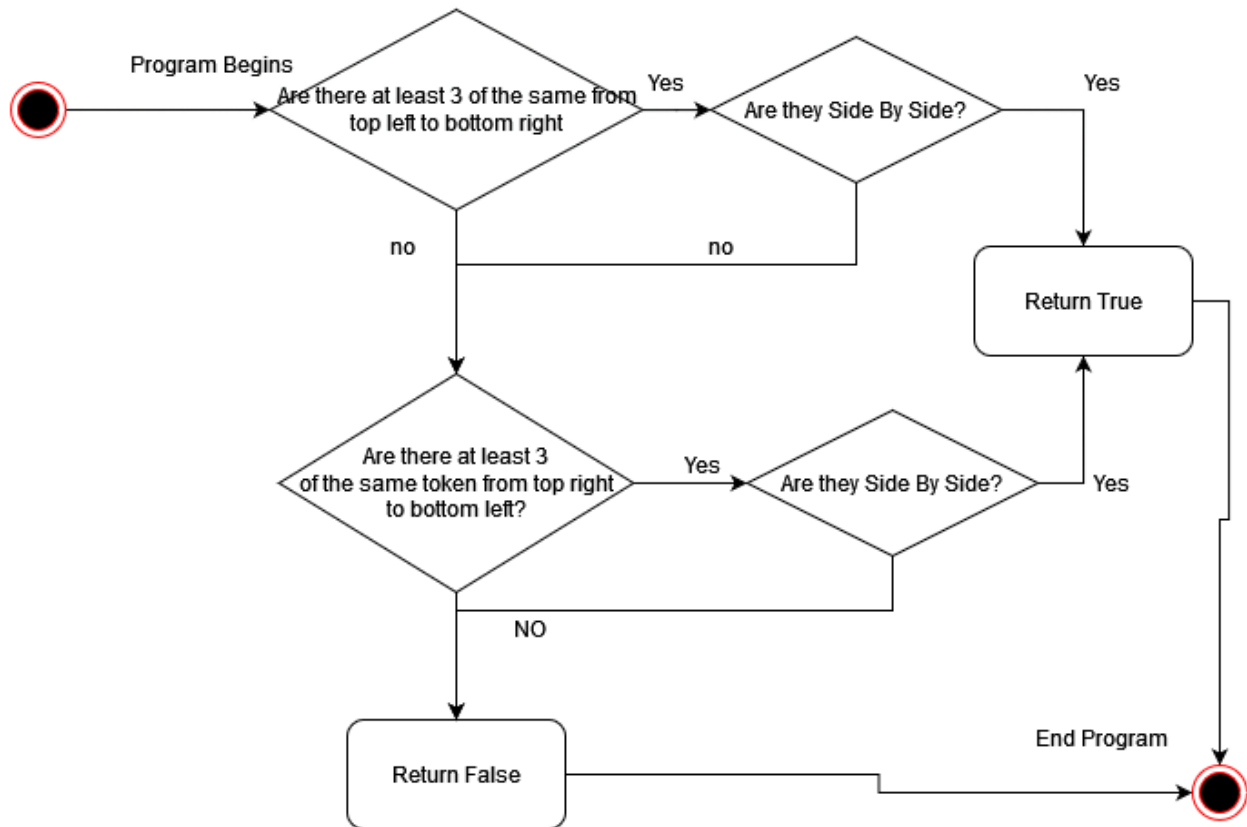 Program Begins
Are there at least 3 of the same from
top left to bottom right
Yes
Are they Side By Side?
Yes
no
no
Return True
Are there at least 3
of the same token from top right
to bottom left?
Yes
Are they Side By Side?
Yes
NO
Return False
End Program